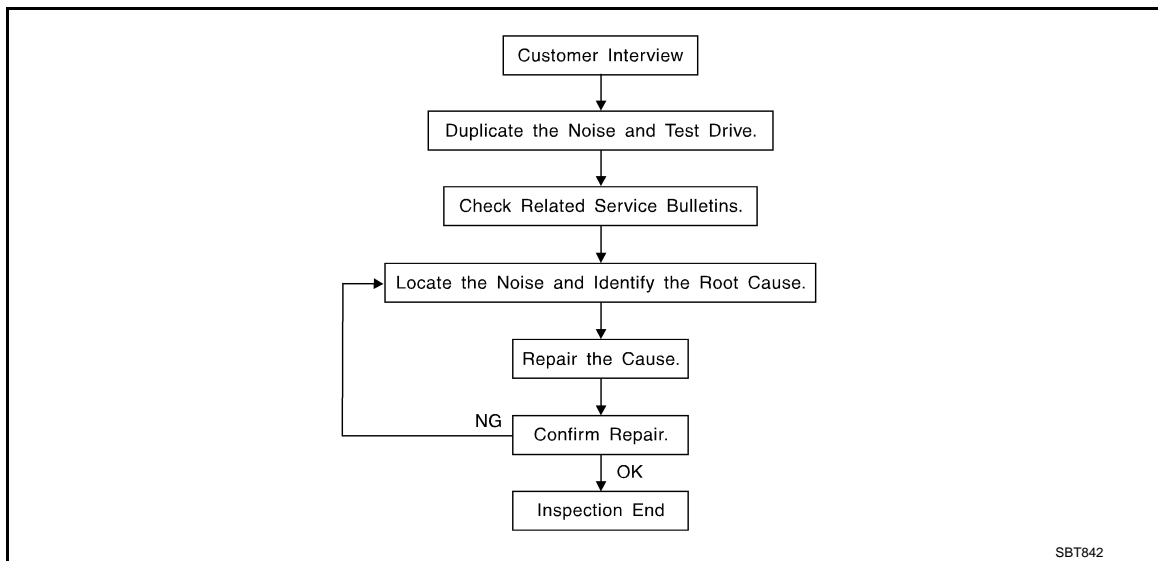 Customer Interview
Duplicate the Noise and Test Drive.
Check Related Service Bulletins.
Locate the Noise and Identify the Root Cause.
Repair the Cause.
NG
Confirm Repair.
OK
Inspection End
SBT842